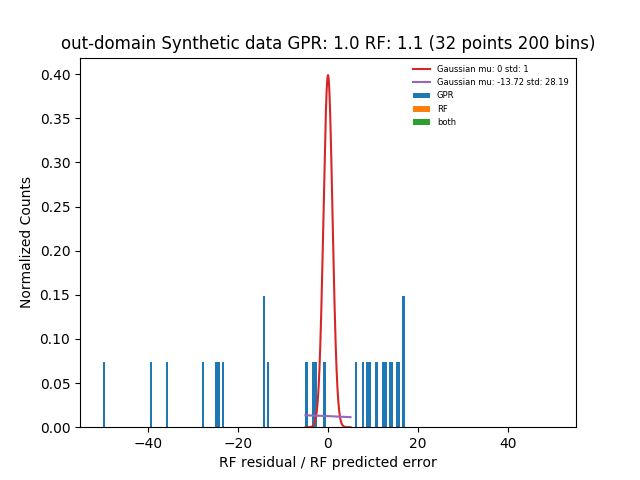 out-domain Synthetic data GPR: 1.0 RF: 1.1 (32 points 200 bins)
Gaussian mu: 0 std: 1
Gaussian mu: -13.72 std: 28.19
GPR
RF
both
Normalized Counts
0.40
0.35
0.30
0.25
0.20
0.15
0.10
0.05
0.00
−40 −20 0 20 40
RF residual / RF predicted error